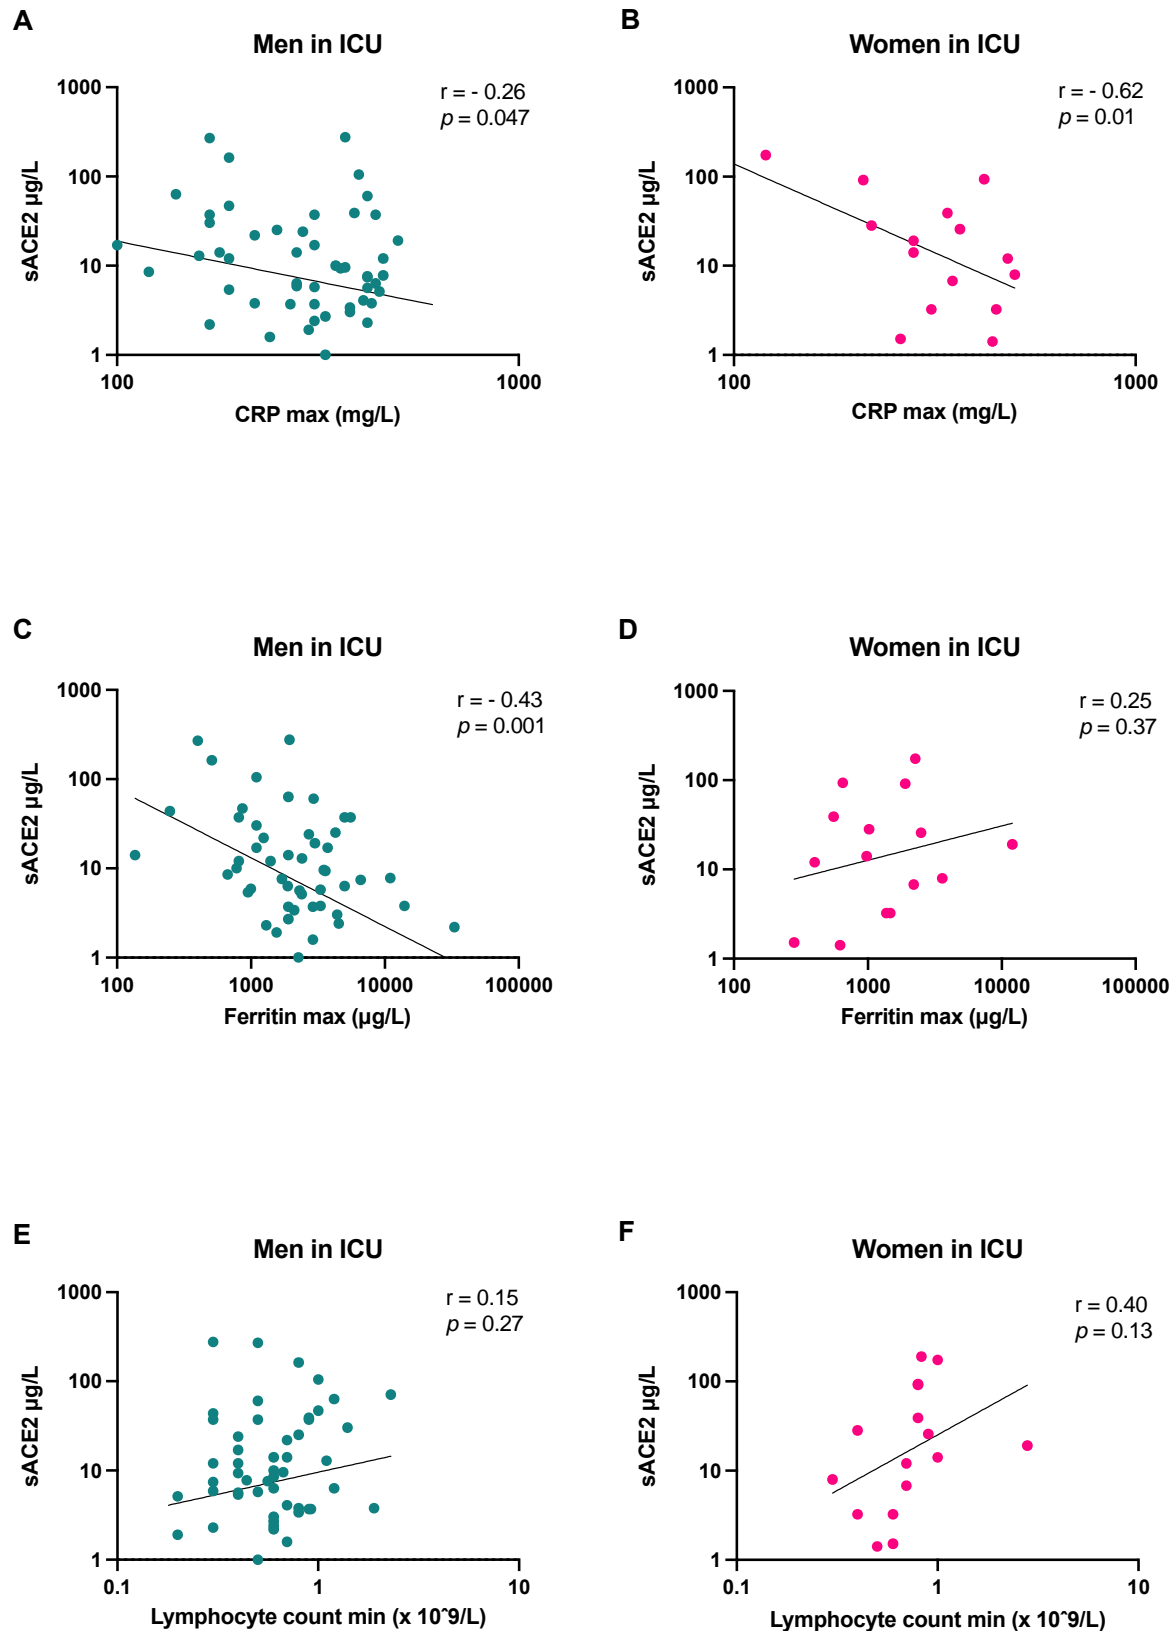 A
Men in ICU
r = - 0.26
p = 0.047
sACE2 µg/L
1000
100
10
1
100
1000
CRP max (mg/L)
B
Women in ICU
r = - 0.62
p = 0.01
sACE2 µg/L
1000
100
10
1
100
1000
CRP max (mg/L)
C
Men in ICU
r = - 0.43
p = 0.001
sACE2 µg/L
1000
100
10
1
100
1000
10000
100000
Ferritin max (µg/L)
D
Women in ICU
r = 0.25
p = 0.37
sACE2 µg/L
1000
100
10
1
100
1000
10000
100000
Ferritin max (µg/L)
E
Men in ICU
r = 0.15
p = 0.27
sACE2 µg/L
1000
100
10
1
0.1
1
10
Lymphocyte count min (x 10^9/L)
F
Women in ICU
r = 0.40
p = 0.13
sACE2 µg/L
1000
100
10
1
0.1
1
10
Lymphocyte count min (x 10^9/L)